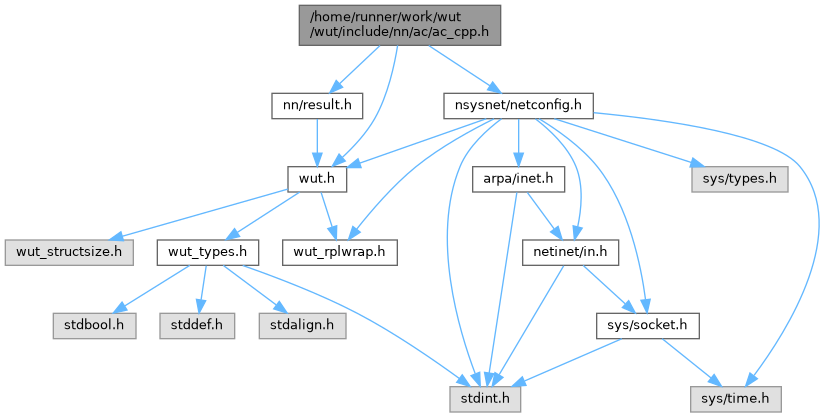 /home/runner/work/wut
/wut/include/nn/ac/ac_cpp.h
nn/result.h
nsysnet/netconfig.h
wut.h
arpa/inet.h
sys/types.h
wut_structsize.h
wut_types.h
wut_rplwrap.h
netinet/in.h
stdbool.h
stddef.h
stdalign.h
sys/socket.h
stdint.h
sys/time.h